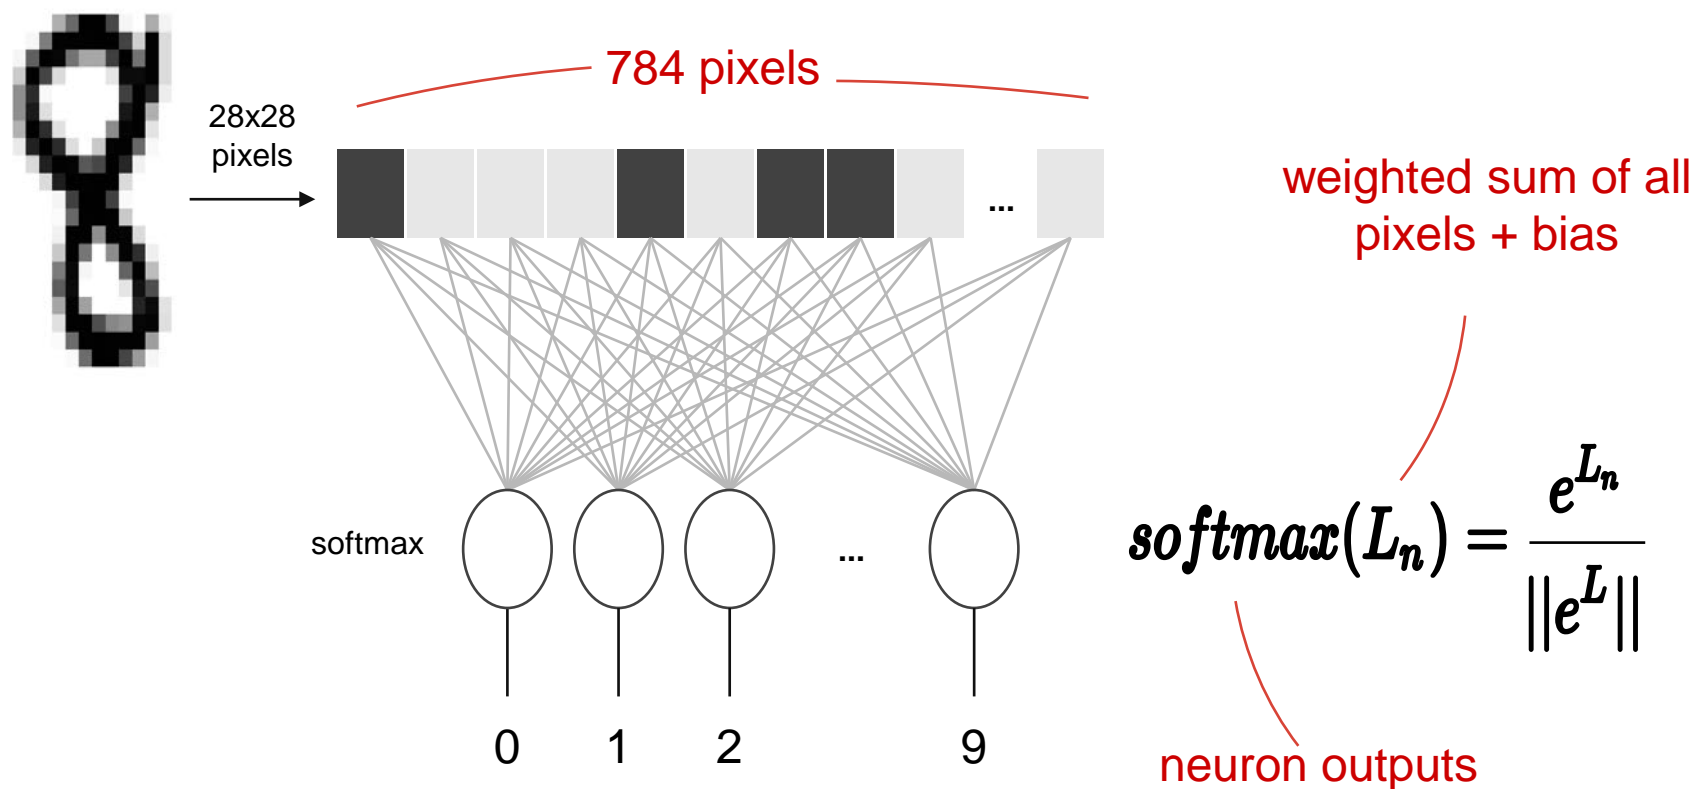 784 pixels
28x28
pixels
...
weighted sum of all
pixels + bias
softmax
...
softmax(Lₙ) = e^{Lₙ} / ||e^{L}||
0 1 2 9
neuron outputs